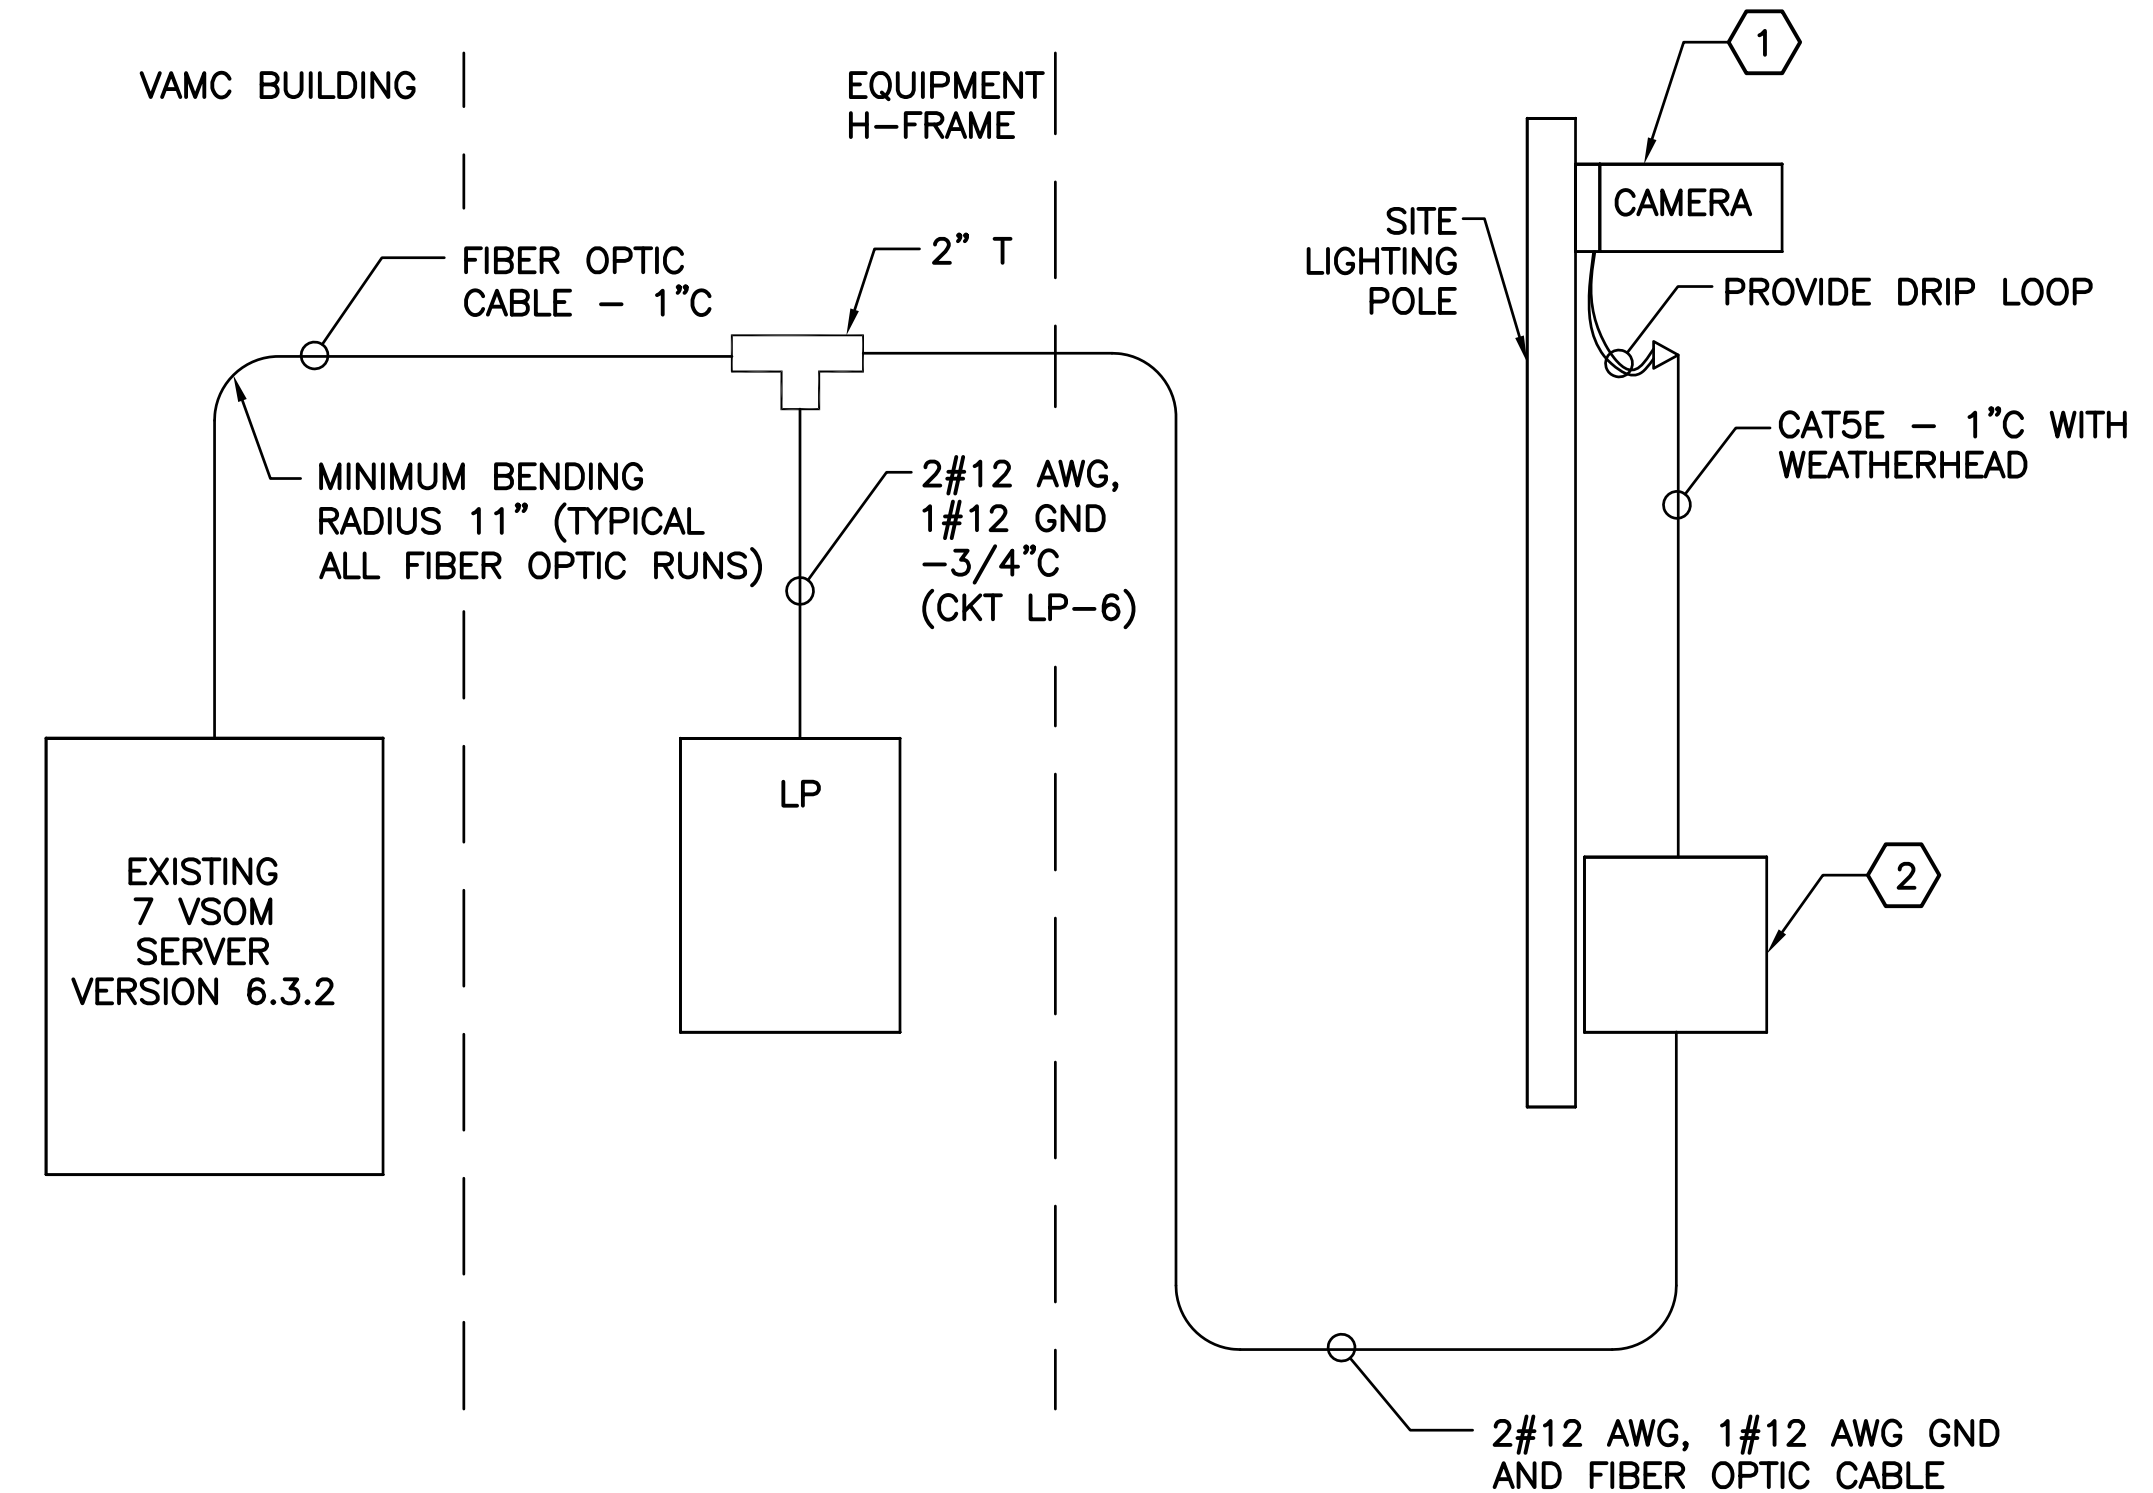 VAMC BUILDING
EQUIPMENT
H-FRAME
1
CAMERA
SITE
LIGHTING
POLE
FIBER OPTIC
CABLE - 1"C
2" T
PROVIDE DRIP LOOP
CAT5E - 1"C WITH
WEATHERHEAD
MINIMUM BENDING
RADIUS 11" (TYPICAL
ALL FIBER OPTIC RUNS)
2#12 AWG,
1#12 GND
-3/4"C
(CKT LP-6)
LP
EXISTING
7 VSOM
SERVER
VERSION 6.3.2
2
2#12 AWG, 1#12 AWG GND
AND FIBER OPTIC CABLE